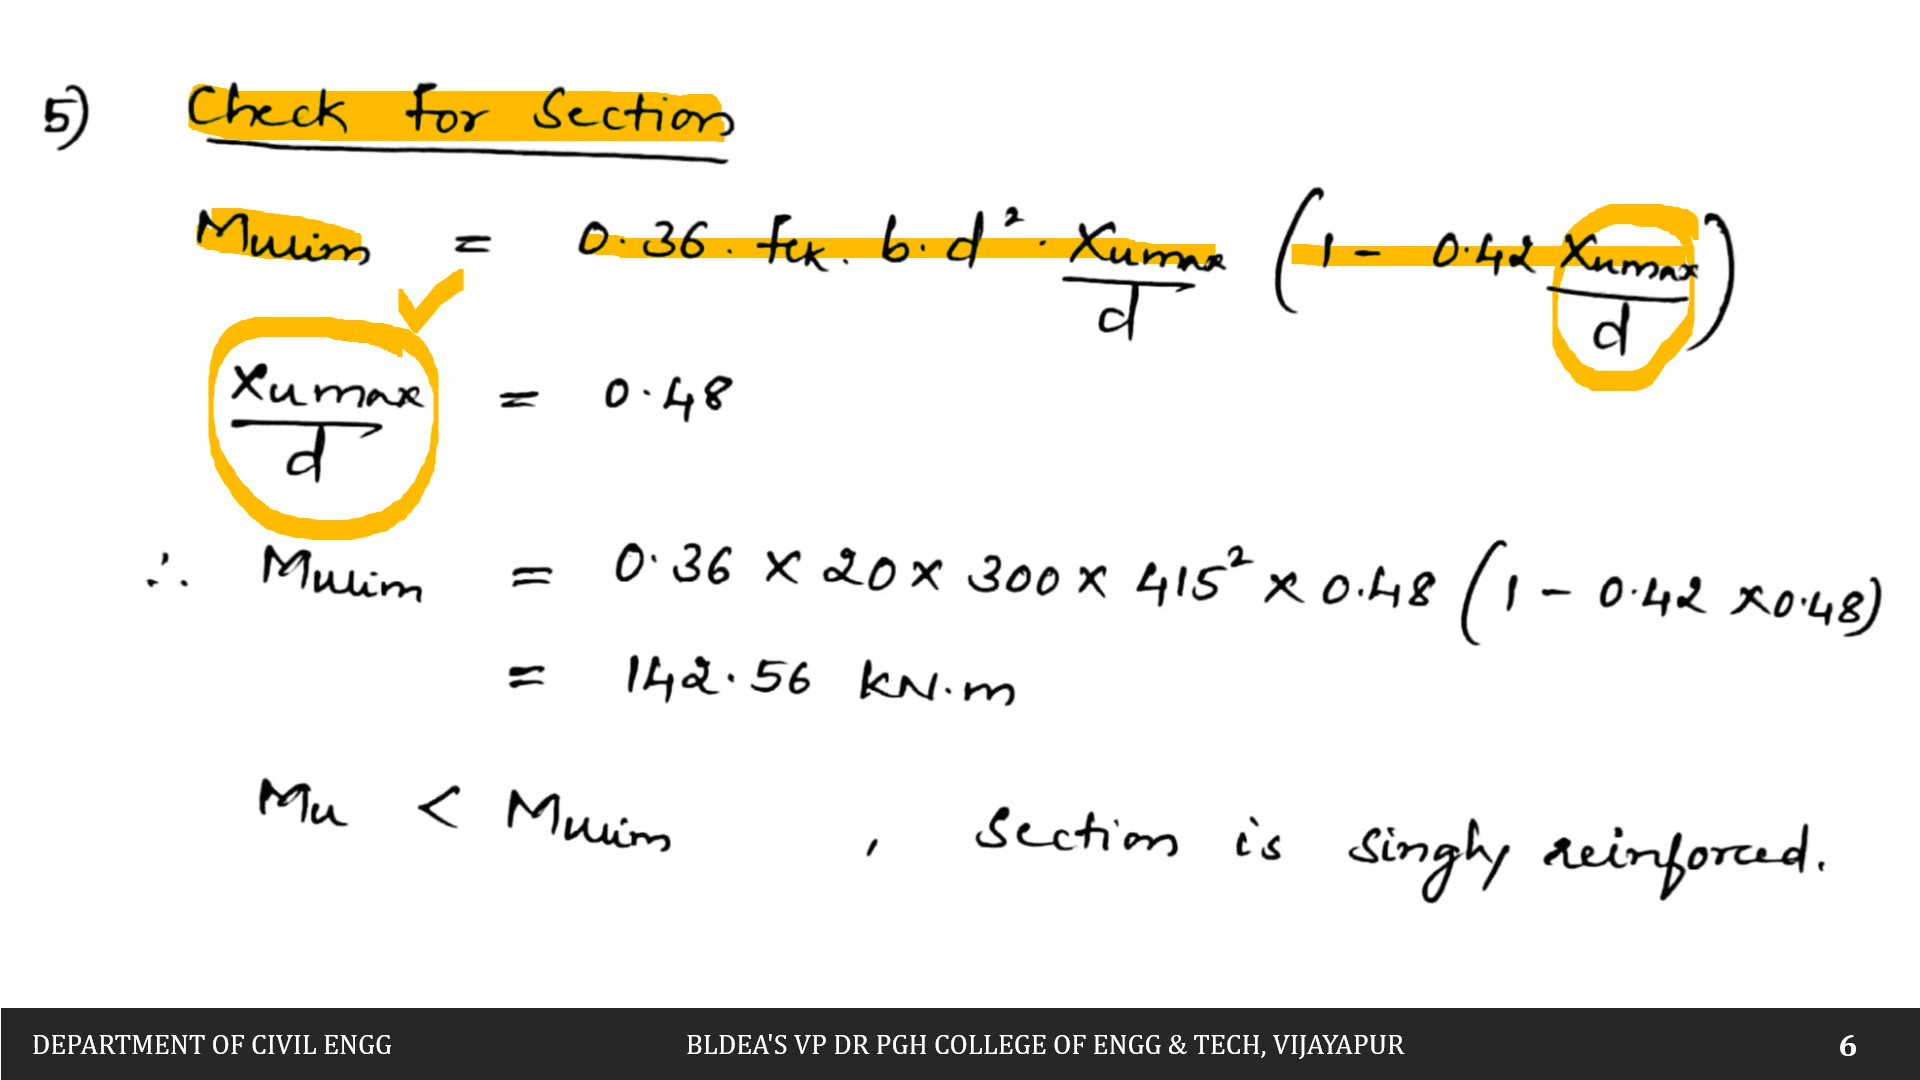 5) Check For Section
Mulim = 0.36. fck. b. d². Xumax/d (1 - 0.42 Xumax/d)
Xumax/d = 0.48
∴ Mulim = 0.36 x 20 x 300 x 415² x 0.48 (1 - 0.42 x 0.48)
= 142.56 kN.m
Mu < Mulim , Section is Singly reinforced.
DEPARTMENT OF CIVIL ENGG BLDEA'S VP DR PGH COLLEGE OF ENGG & TECH, VIJAYAPUR 6